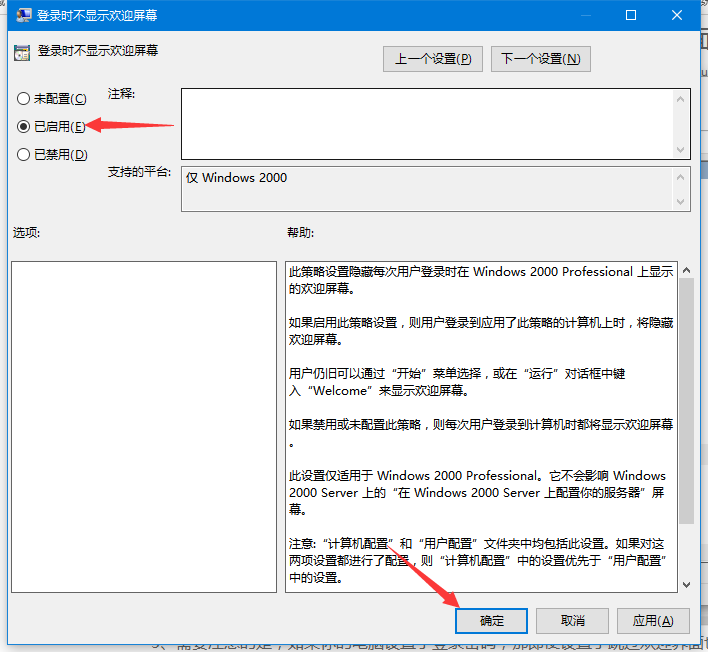 登录时不显示欢迎屏幕
登录时不显示欢迎屏幕
上一个设置(P)
下一个设置(N)
未配置(C)
注释:
已启用(E)
已禁用(D)
支持的平台:
仅 Windows 2000
选项:
帮助:
此策略设置隐藏每次用户登录时在 Windows 2000 Professional 上显示
的欢迎屏幕。
如果启用此策略设置，则用户登录到应用了此策略的计算机上时，将隐藏
欢迎屏幕。
用户仍旧可以通过“开始”菜单选择，或在“运行”对话框中键
入“Welcome”来显示欢迎屏幕。
如果禁用或未配置此策略，则每次用户登录到计算机时都将显示欢迎屏幕
。
此设置仅适用于 Windows 2000 Professional。它不会影响 Windows
2000 Server 上的“在 Windows 2000 Server 上配置你的服务器”屏
幕。
注意:“计算机配置”和“用户配置”文件夹中均包括此设置。如果对这
两项设置都进行了配置，则“计算机配置”中的设置优先于“用户配置”
中的设置。
确定
取消
应用(A)